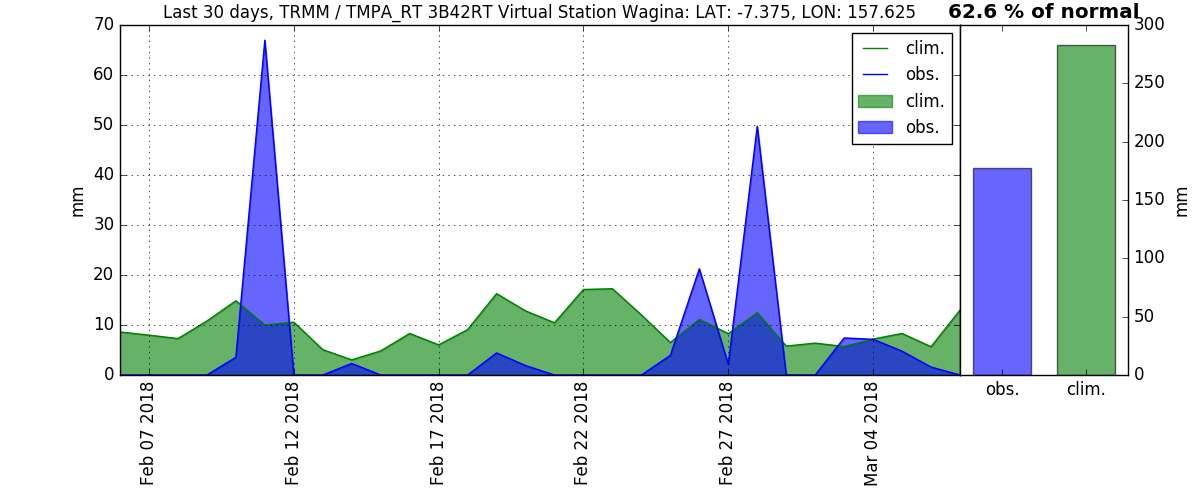 Last 30 days, TRMM / TMPA_RT 3B42RT Virtual Station Wagina: LAT: -7.375, LON: 157.625
62.6 % of normal
70
60
50
40
30
20
10
0
mm
clim.
obs.
clim.
obs.
Feb 07 2018
Feb 12 2018
Feb 17 2018
Feb 22 2018
Feb 27 2018
Mar 04 2018
300
250
200
150
100
50
0
mm
obs.
clim.